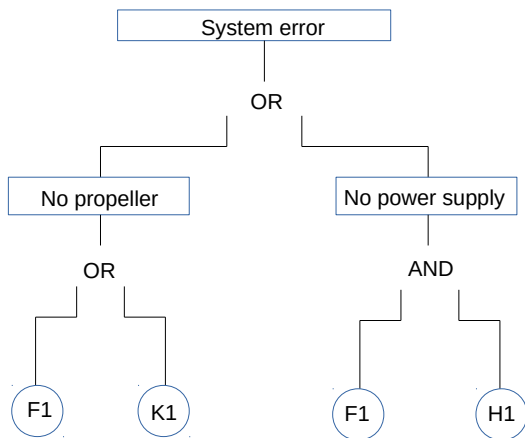 System error
OR
No propeller
No power supply
OR
AND
F1
K1
F1
H1